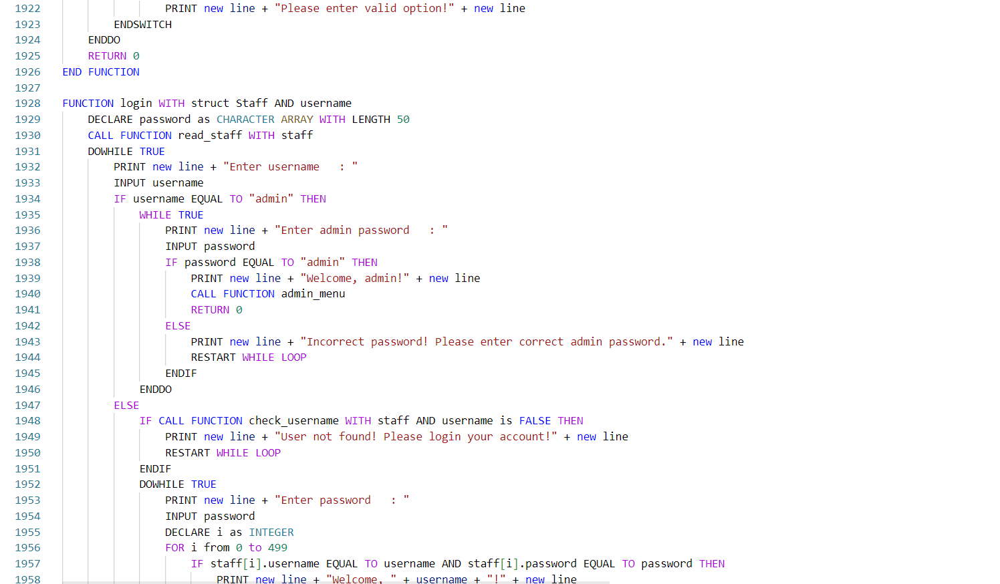 1922 PRINT new line + "Please enter valid option!" + new line
1923 ENDSWITCH
1924 ENDDO
1925 RETURN 0
1926 END FUNCTION
1927
1928 FUNCTION login WITH struct Staff AND username
1929 DECLARE password as CHARACTER ARRAY WITH LENGTH 50
1930 CALL FUNCTION read_staff WITH staff
1931 DOWHILE TRUE
1932 PRINT new line + "Enter username   : "
1933 INPUT username
1934 IF username EQUAL TO "admin" THEN
1935 WHILE TRUE
1936 PRINT new line + "Enter admin password   : "
1937 INPUT password
1938 IF password EQUAL TO "admin" THEN
1939 PRINT new line + "Welcome, admin!" + new line
1940 CALL FUNCTION admin_menu
1941 RETURN 0
1942 ELSE
1943 PRINT new line + "Incorrect password! Please enter correct admin password." + new line
1944 RESTART WHILE LOOP
1945 ENDIF
1946 ENDDO
1947 ELSE
1948 IF CALL FUNCTION check_username WITH staff AND username is FALSE THEN
1949 PRINT new line + "User not found! Please login your account!" + new line
1950 RESTART WHILE LOOP
1951 ENDIF
1952 DOWHILE TRUE
1953 PRINT new line + "Enter password   : "
1954 INPUT password
1955 DECLARE i as INTEGER
1956 FOR i from 0 to 499
1957 IF staff[i].username EQUAL TO username AND staff[i].password EQUAL TO password THEN
1958 PRINT new line + "Welcome, " + username + "!" + new line